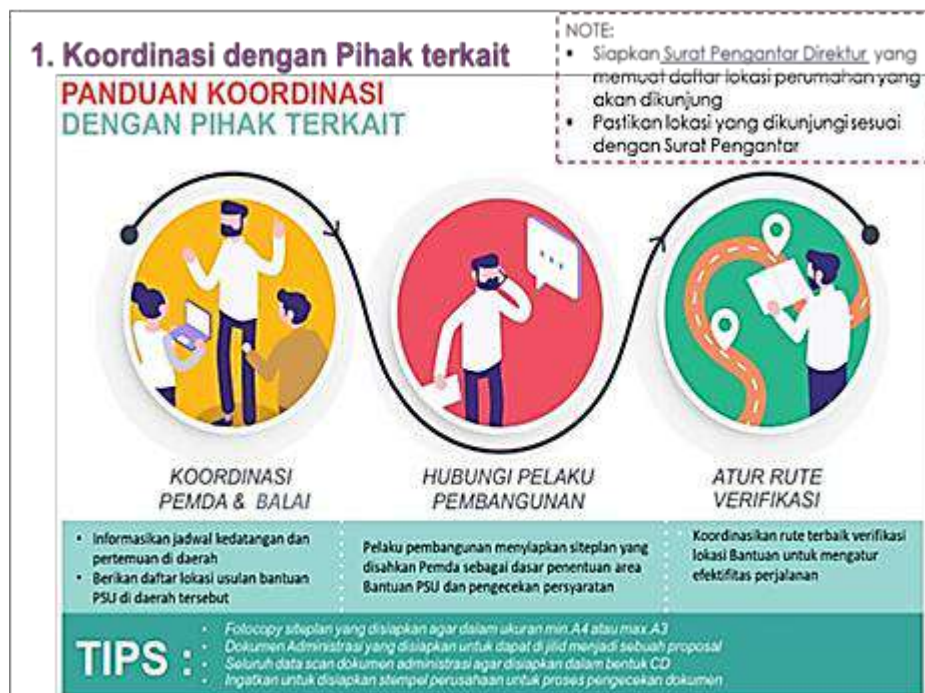 1. Koordinasi dengan Pihak terkait
NOTE:
• Siapkan Surat Pengantar Direktur yang
memuat daftar lokasi perumahan yang
akan dikunjung
• Pastikan lokasi yang dikunjungi sesuai
dengan Surat Pengantar
PANDUAN KOORDINASI
DENGAN PIHAK TERKAIT
KOORDINASI
PEMDA & BALAI
• Informasikan jadwal kedatangan dan
pertemuan di daerah
• Berikan daftar lokasi usulan bantuan
PSU di daerah tersebut
HUBUNGI PELAKU
PEMBANGUNAN
Pelaku pembangunan menyiapkan siteplan yang
disahkan Pemda sebagai dasar penentuan area
Bantuan PSU dan pengecekan persyaratan
ATUR RUTE
VERIFIKASI
Koordinasikan rute terbaik verifikasi
lokasi Bantuan untuk mengatur
efektifitas perjalanan
TIPS :
• Fotocopy siteplan yang disiapkan agar dalam ukuran min.A4 atau max.A3
• Dokumen Administrasi yang disiapkan untuk dapat di jilid menjadi sebuah proposal
• Seluruh data scan dokumen administrasi agar disiapkan dalam bentuk CD
• Ingatkan untuk disiapkan stempel perusahaan untuk proses pengecekan dokumen